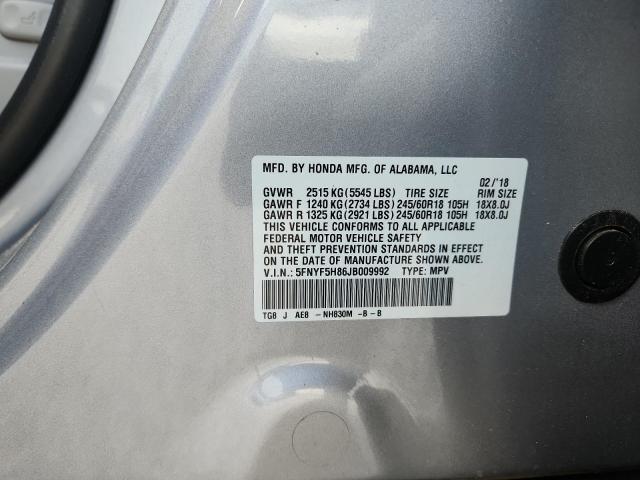 MFD. BY HONDA MFG. OF ALABAMA, LLC
02/'18
GVWR 2515 KG(5545 LBS) TIRE SIZE RIM SIZE
GAWR F 1240 KG(2734 LBS) 245/60R18 105H 18X8.0J
GAWR R 1325 KG(2921 LBS) 245/60R18 105H 18X8.0J
THIS VEHICLE CONFORMS TO ALL APPLICABLE
FEDERAL MOTOR VEHICLE SAFETY
AND THEFT PREVENTION STANDARDS IN EFFECT
ON THE DATE OF MANUFACTURE SHOWN ABOVE.
V.I.N.: 5FNYF5H86JB009992 TYPE: MPV
TG8 J AE8 -NH830M -B -B